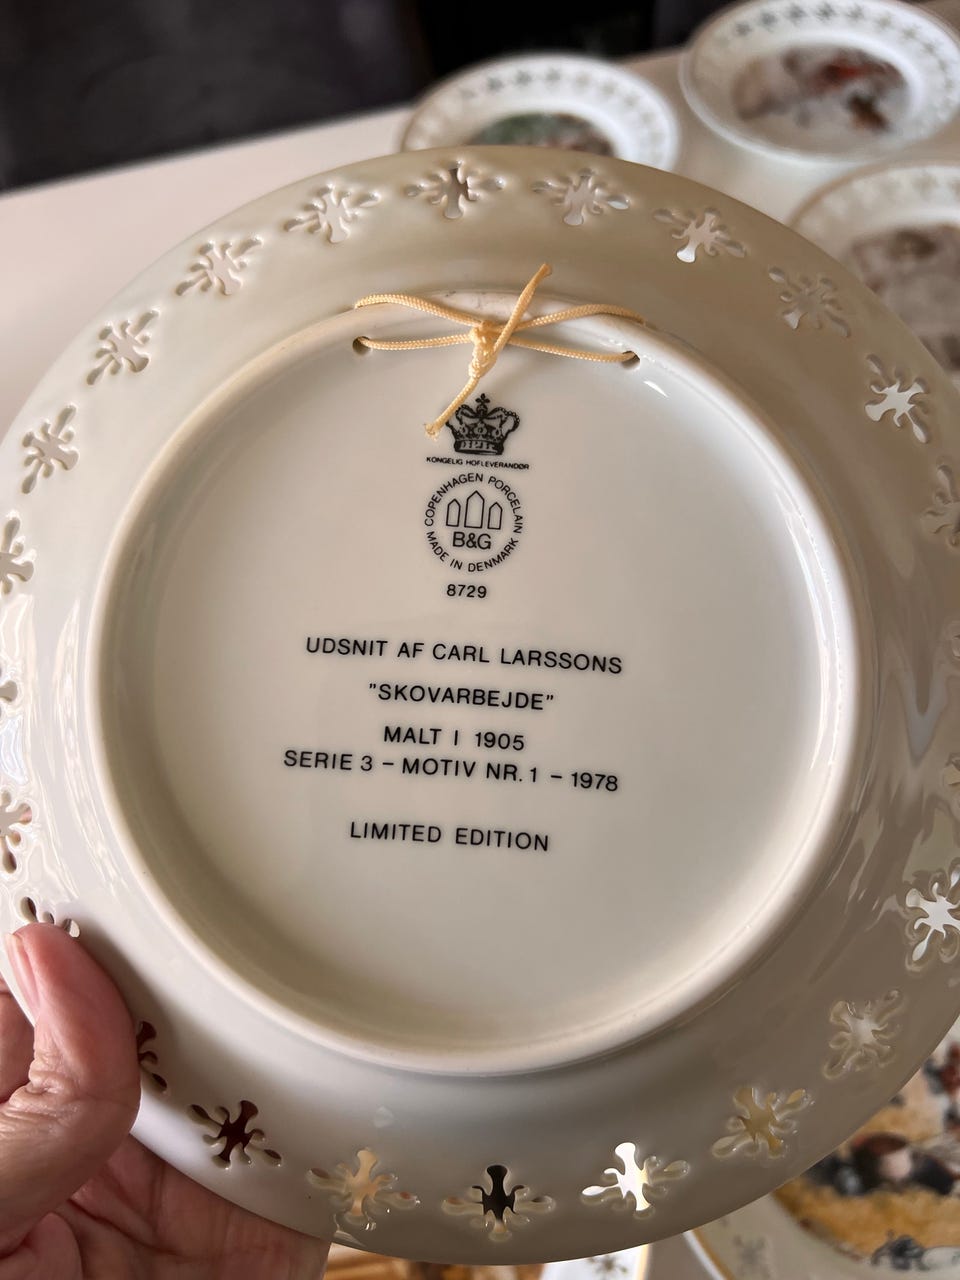 KONGELIG HOFLEVERANDØR
COPENHAGEN PORCELAIN
B&G
MADE IN DENMARK
8729
UDSNIT AF CARL LARSSONS
"SKOVARBEJDE"
MALT I 1905
SERIE 3 – MOTIV NR. 1 – 1978
LIMITED EDITION